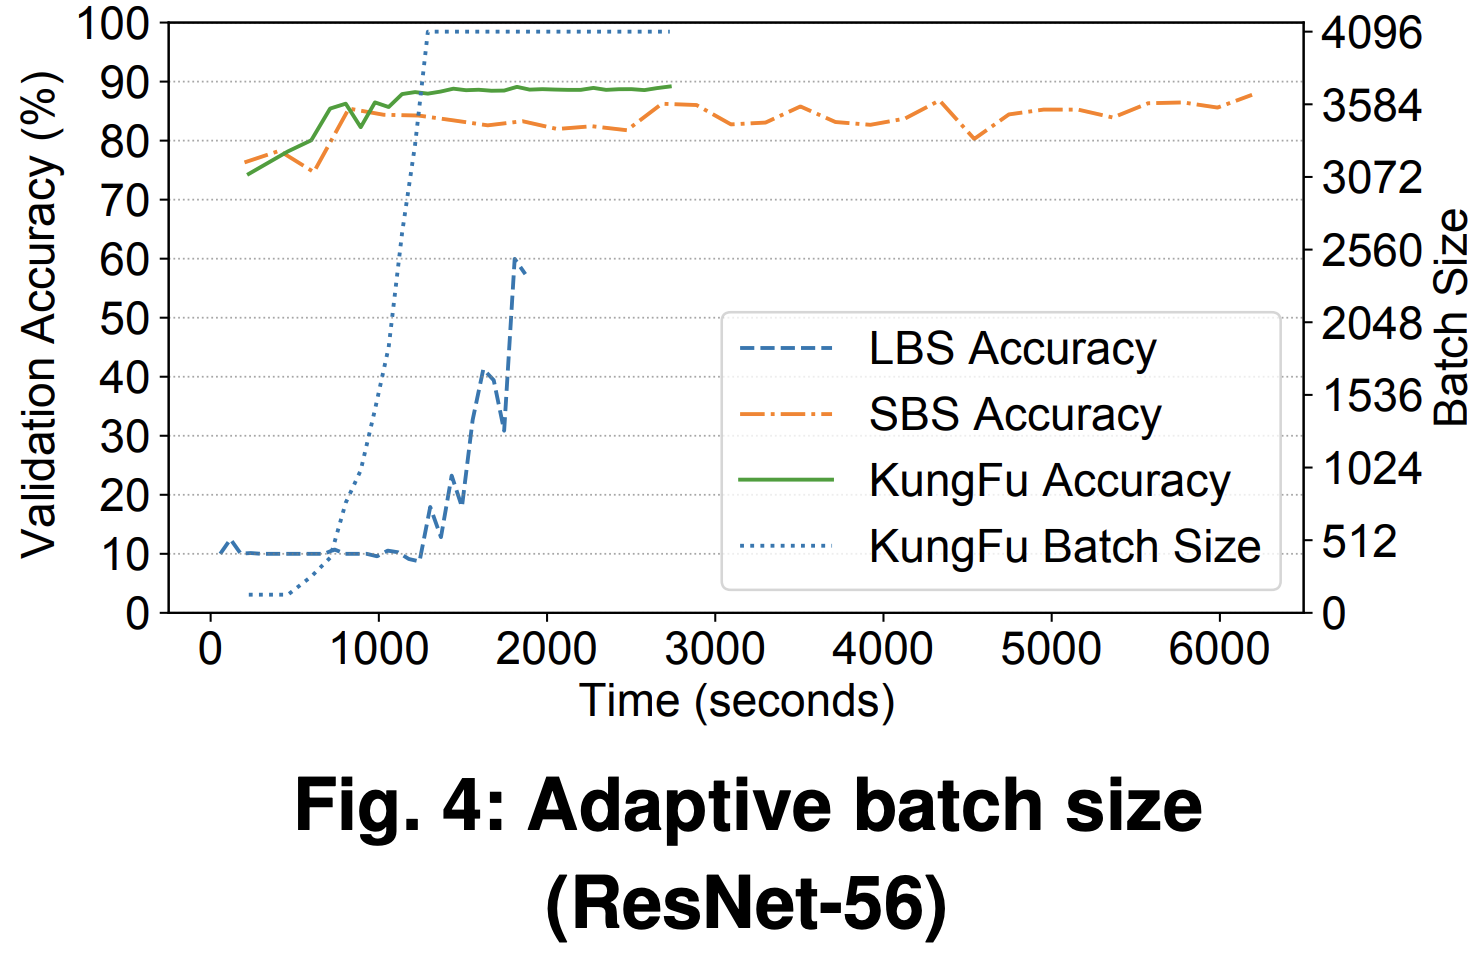 100
90
80
70
60
50
40
30
20
10
0
Validation Accuracy (%)
4096
3584
3072
2560
2048
1536
1024
512
0
Batch Size
LBS Accuracy
SBS Accuracy
KungFu Accuracy
KungFu Batch Size
0 1000 2000 3000 4000 5000 6000
Time (seconds)
Fig. 4: Adaptive batch size
(ResNet-56)